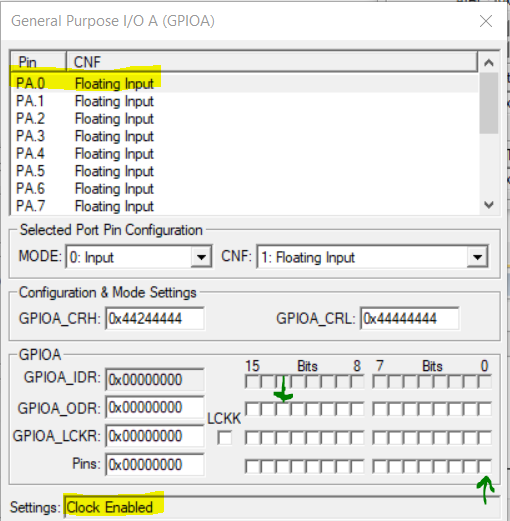 General Purpose I/O A (GPIOA)
Pin CNF
PA.0 Floating Input
PA.1 Floating Input
PA.2 Floating Input
PA.3 Floating Input
PA.4 Floating Input
PA.5 Floating Input
PA.6 Floating Input
PA.7 Floating Input
Selected Port Pin Configuration
MODE: 0: Input CNF: 1: Floating Input
Configuration & Mode Settings
GPIOA_CRH: 0x44244444 GPIOA_CRL: 0x44444444
GPIOA
15 Bits 8 7 Bits 0
GPIOA_IDR: 0x00000000
GPIOA_ODR: 0x00000000
LCKK
GPIOA_LCKR: 0x00000000
Pins: 0x00000000
Settings: Clock Enabled